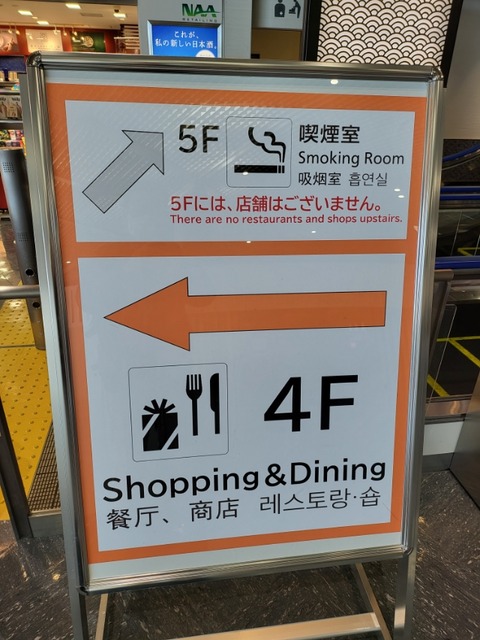 NAA
RETAILING
これが、
私の新しい日本酒。
5F
喫煙室
Smoking Room
吸烟室 흡연실
5Fには、店舗はございません。
There are no restaurants and shops upstairs.
4F
Shopping&Dining
餐厅、商店 레스토랑·숍